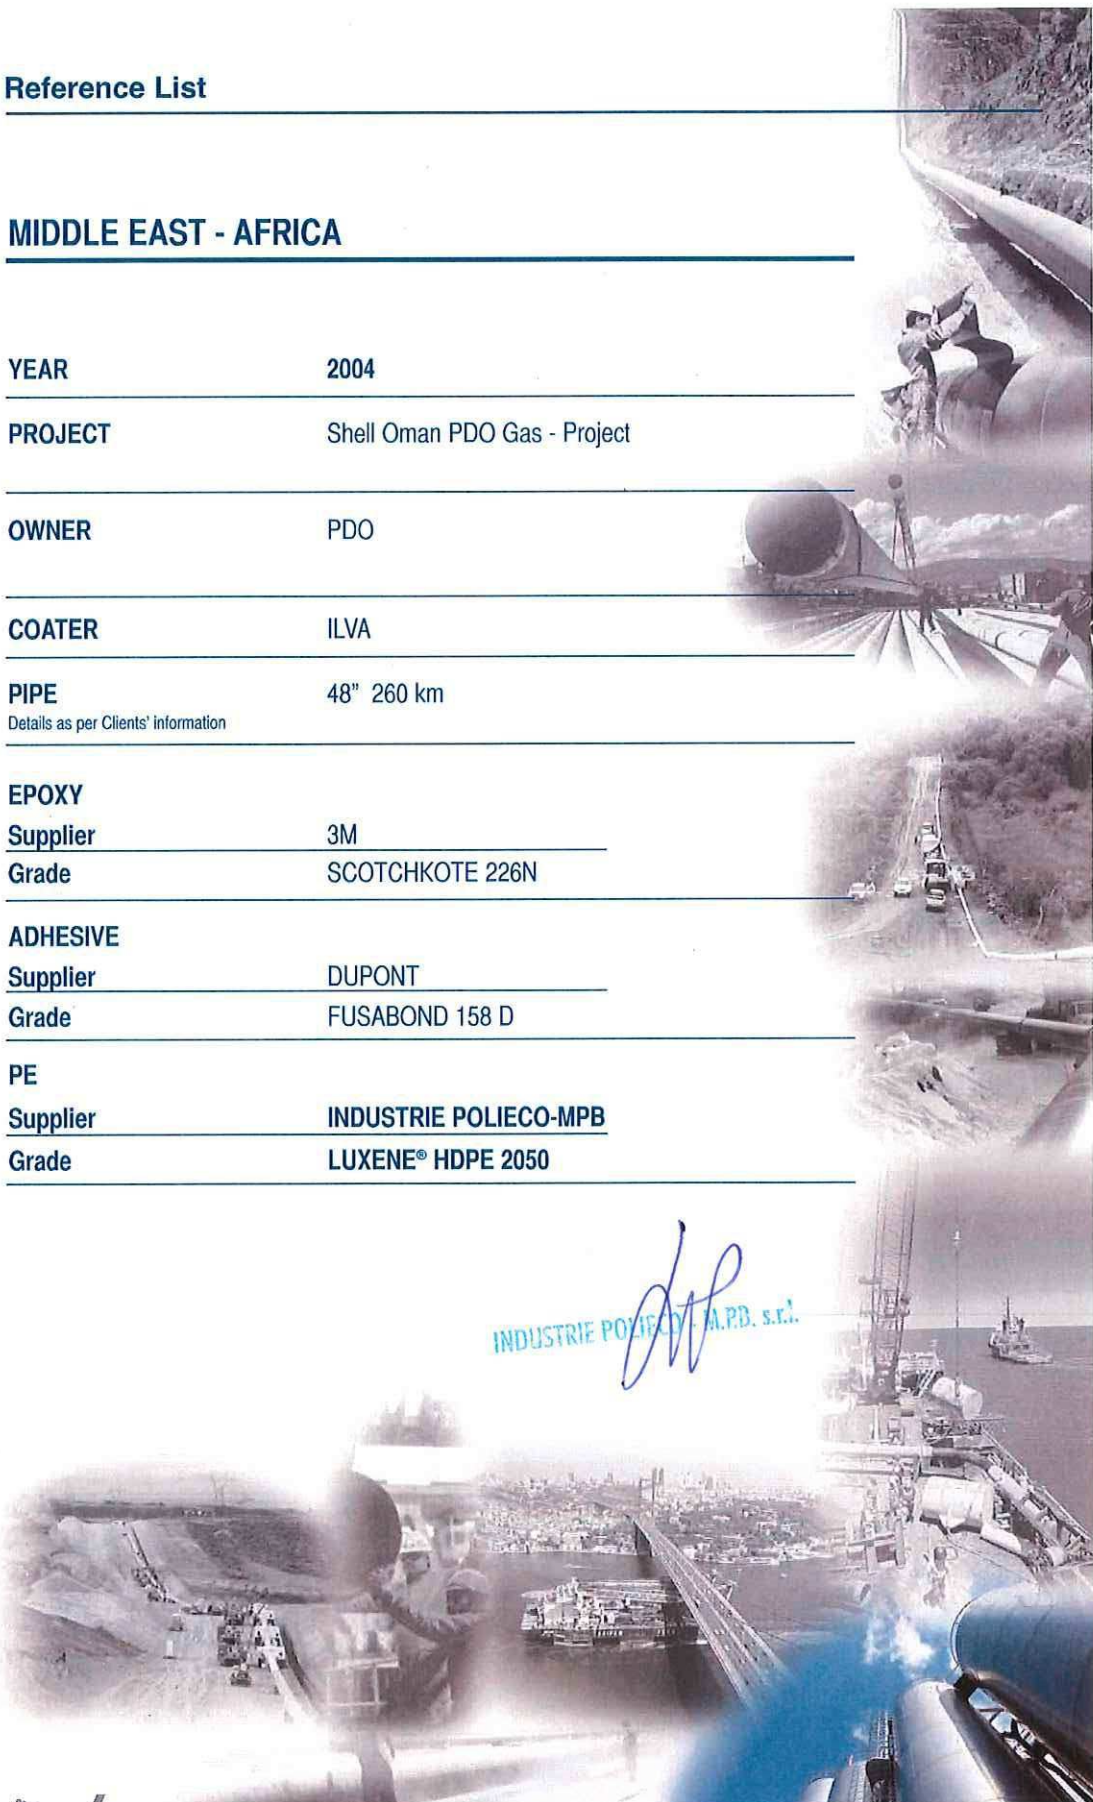 Reference List
MIDDLE EAST - AFRICA
YEAR 2004
PROJECT Shell Oman PDO Gas - Project
OWNER PDO
COATER ILVA
PIPE 48” 260 km
Details as per Clients' information
EPOXY
Supplier 3M
Grade SCOTCHKOTE 226N
ADHESIVE
Supplier DUPONT
Grade FUSABOND 158 D
PE
Supplier INDUSTRIE POLIECO-MPB
Grade LUXENE® HDPE 2050
INDUSTRIE POLIECO - M.P.B. s.r.l.